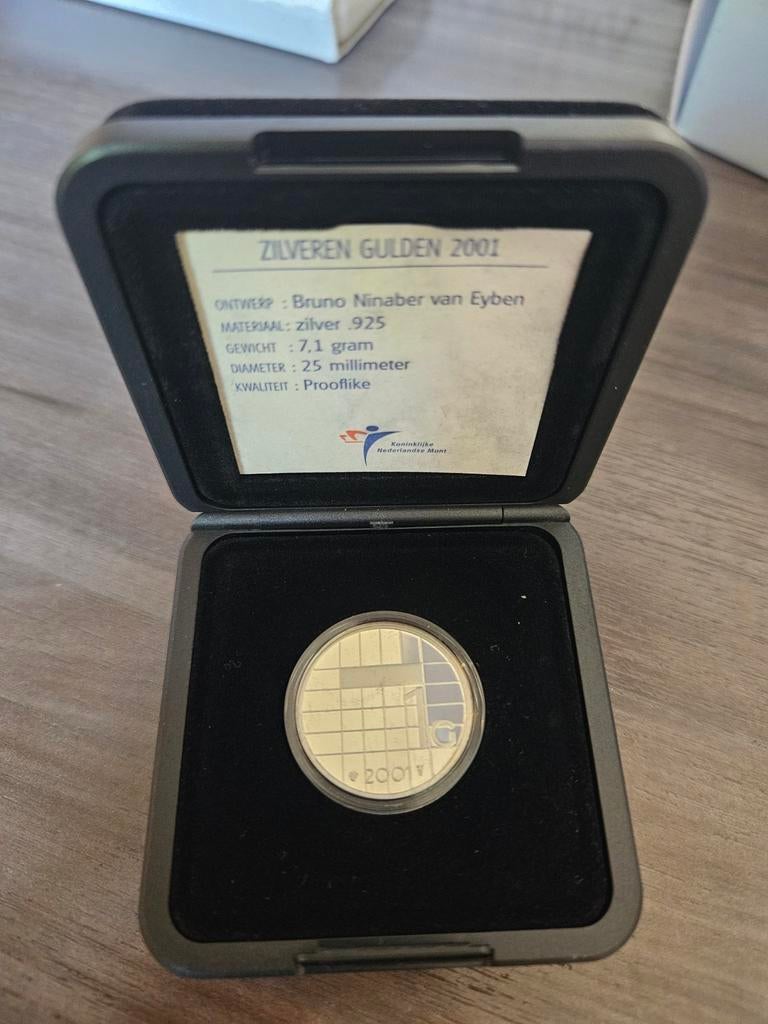 ZILVEREN GULDEN 2001
ONTWERP : Bruno Ninaber van Eyben
MATERIAAL : zilver .925
GEWICHT : 7,1 gram
DIAMETER : 25 millimeter
KWALITEIT : Prooflike
Koninklijke
Nederlandse Munt
1
G
2001